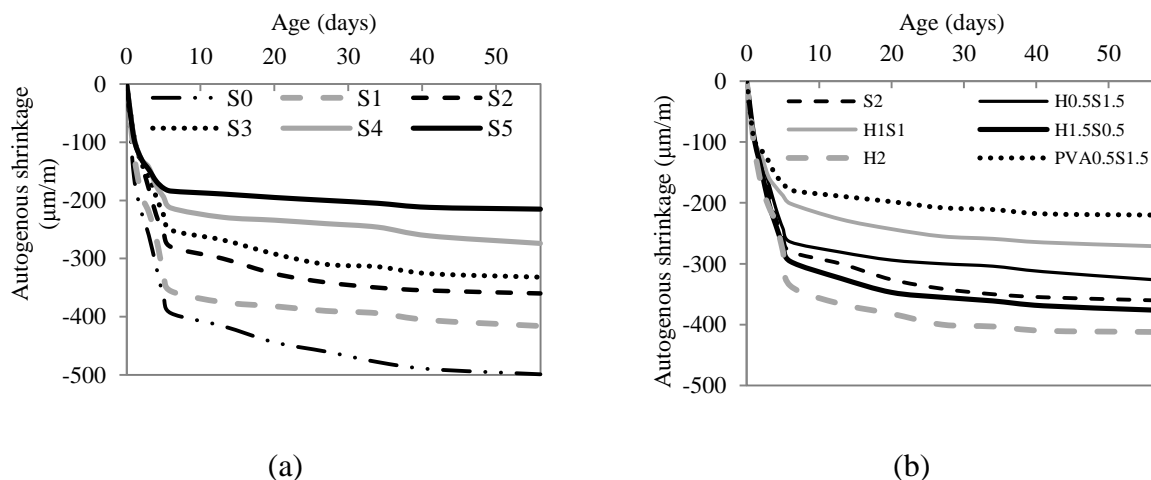 Age (days)
0 10 20 30 40 50
0
-100
-200
-300
-400
-500
Autogenous shrinkage
(μm/m)
S0 S1 S2
S3 S4 S5
(a)
Age (days)
0 10 20 30 40 50
0
-100
-200
-300
-400
-500
Autogenous shrinkage (μm/m)
S2 H0.5S1.5
H1S1 H1.5S0.5
H2 PVA0.5S1.5
(b)